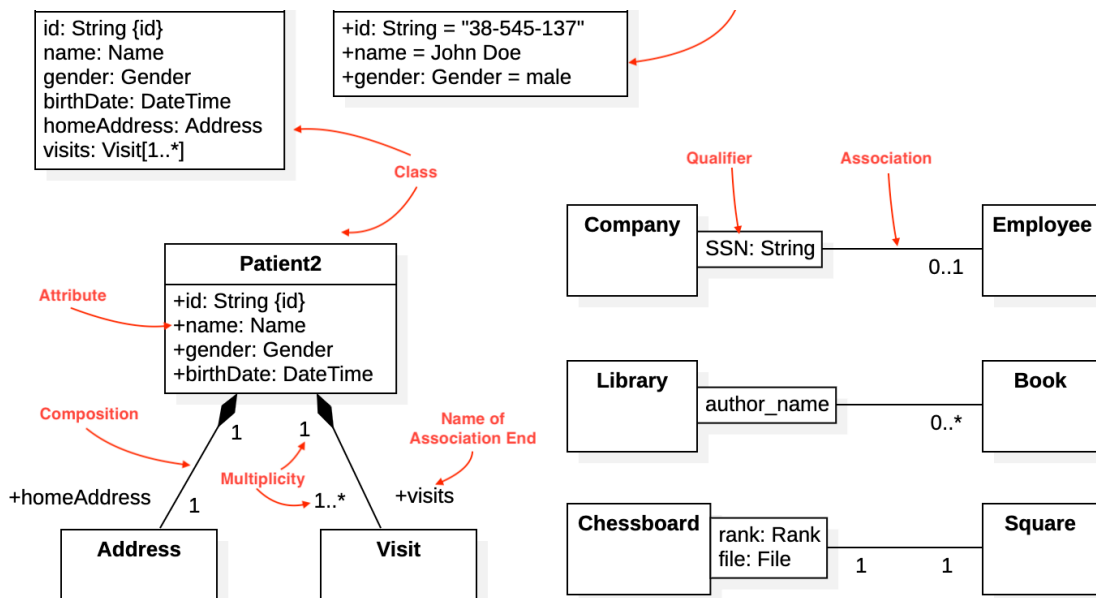 id: String {id}
name: Name
gender: Gender
birthDate: DateTime
homeAddress: Address
visits: Visit[1..*]
+id: String = "38-545-137"
+name = John Doe
+gender: Gender = male
Class
Patient2
+id: String {id}
+name: Name
+gender: Gender
+birthDate: DateTime
Attribute
Composition
1
1
Name of
Association End
Multiplicity
+homeAddress
1
1..*
+visits
Address
Visit
Qualifier
Association
Company
SSN: String
0..1
Employee
Library
author_name
0..*
Book
Chessboard
rank: Rank
file: File
1
1
Square